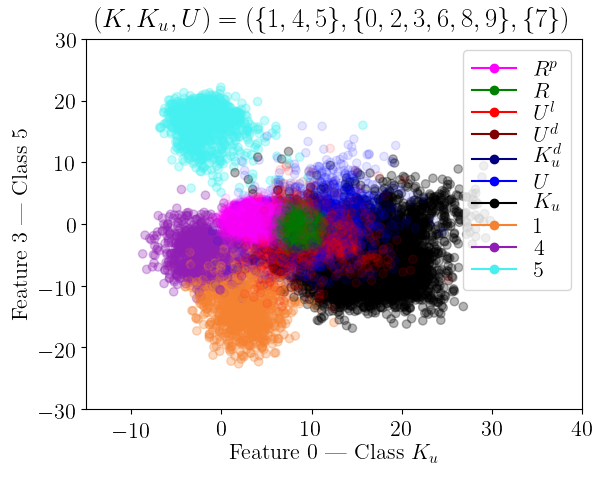 (K, K_u, U) = ({1, 4, 5}, {0, 2, 3, 6, 8, 9}, {7})
30
20
10
0
−10
−20
−30
Feature 3 — Class 5
R^p
R
U^l
U^d
K_u^d
U
K_u
1
4
5
−10
0
10
20
30
40
Feature 0 — Class K_u